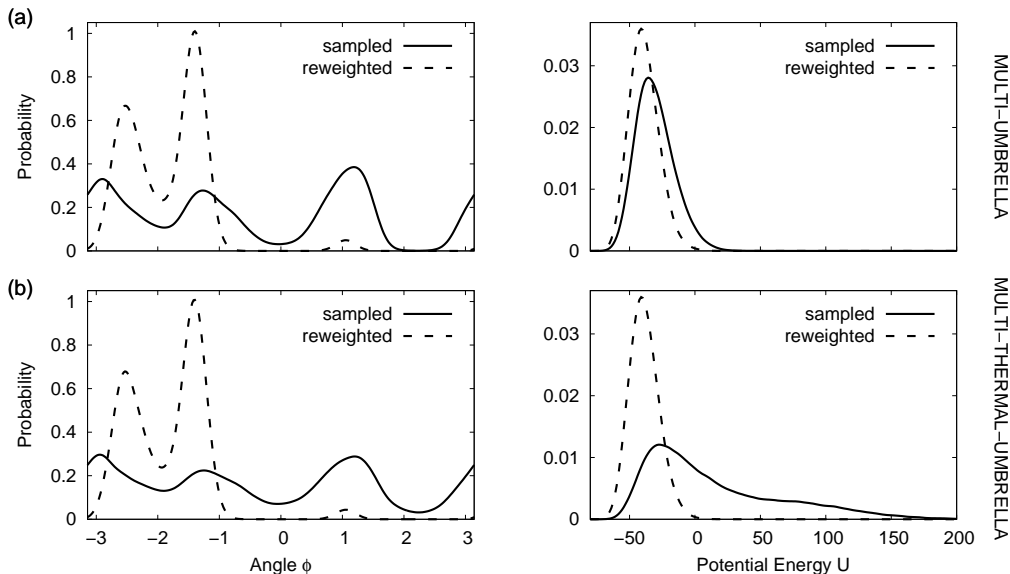 (a)
1
0.8
0.6
0.4
0.2
0
Probability
sampled
reweighted
0.03
0.02
0.01
0
sampled
reweighted
MULTI−UMBRELLA
(b)
1
0.8
0.6
0.4
0.2
0
Probability
sampled
reweighted
−3 −2 −1 0 1 2 3
Angle ϕ
0.03
0.02
0.01
0
sampled
reweighted
−50 0 50 100 150 200
Potential Energy U
MULTI−THERMAL−UMBRELLA